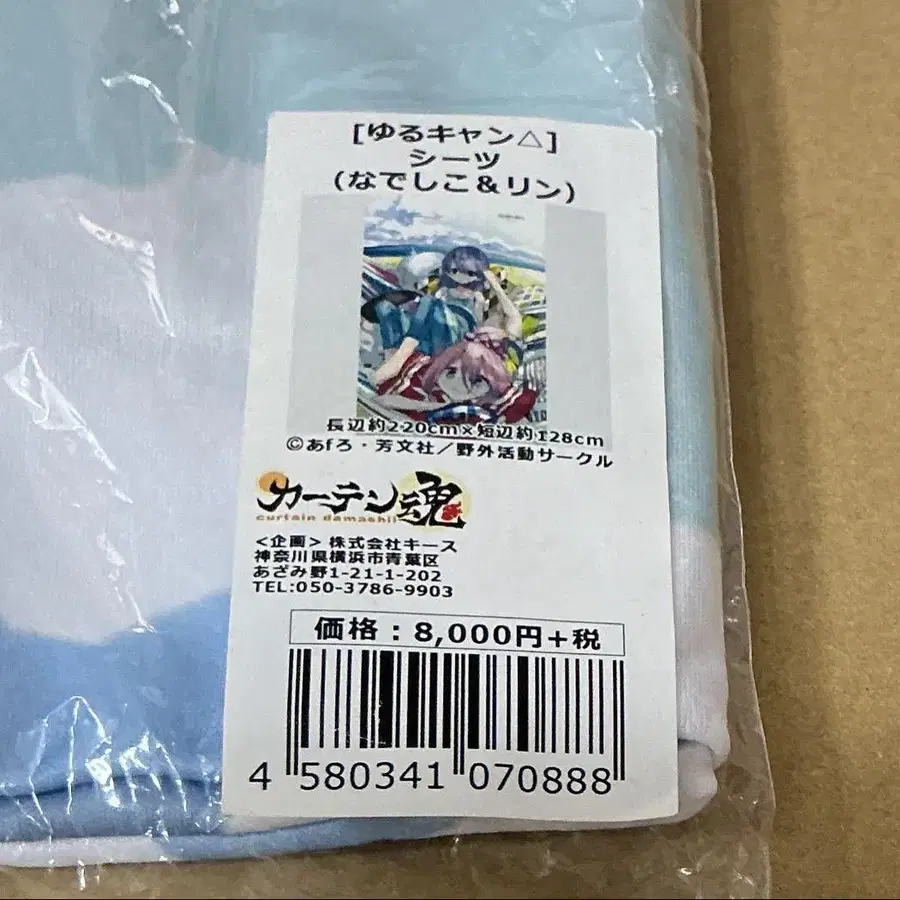 [ゆるキャン△]
シーツ
(なでしこ＆リン)
長辺約220cm×短辺約128cm
©あfろ・芳文社／野外活動サークル
カーテン魂
curtain damashii
<企画>株式会社キース
神奈川県横浜市青葉区
あざみ野1-21-1-202
TEL:050-3786-9903
価格：8,000円+税
4 580341 070888